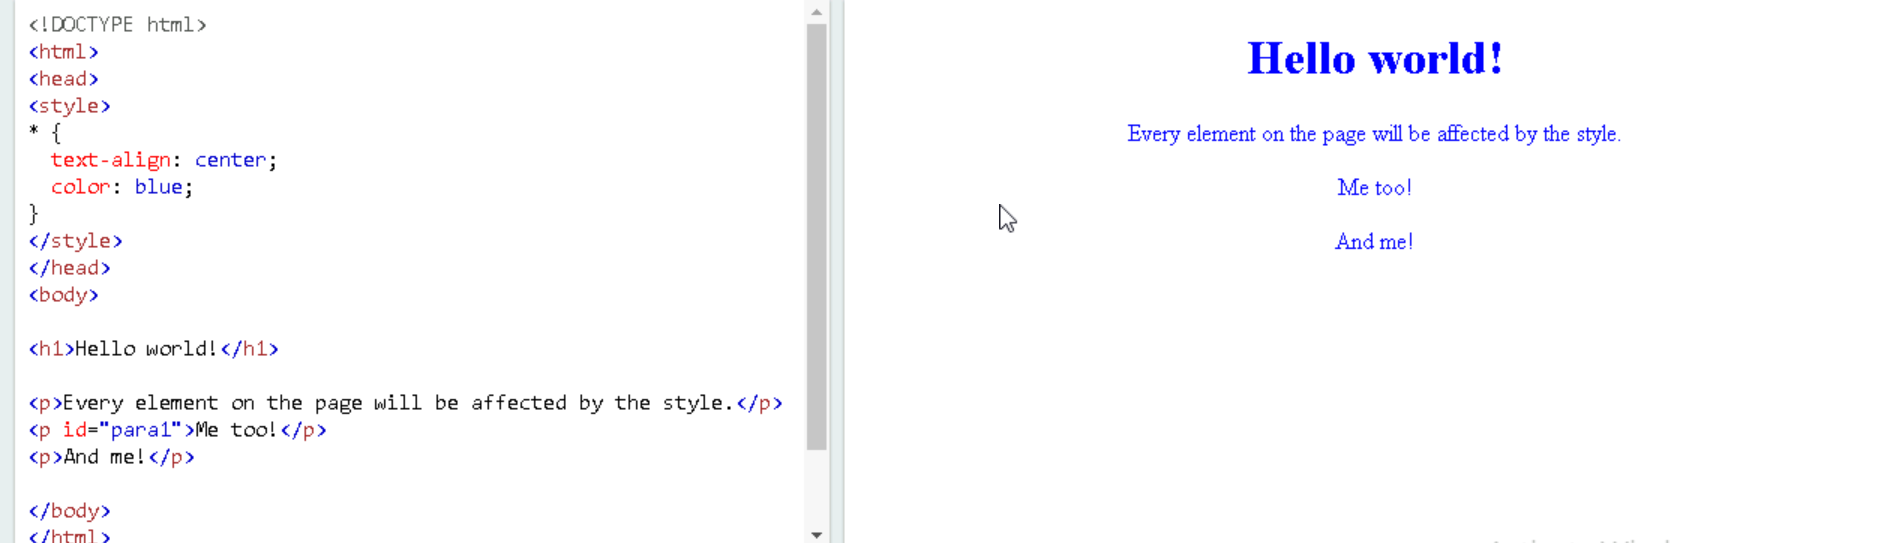 <!DOCTYPE html>
<html>
<head>
<style>
* {
  text-align: center;
  color: blue;
}
</style>
</head>
<body>

<h1>Hello world!</h1>

<p>Every element on the page will be affected by the style.</p>
<p id="para1">Me too!</p>
<p>And me!</p>

</body>
</html>
Hello world!
Every element on the page will be affected by the style.
Me too!
And me!